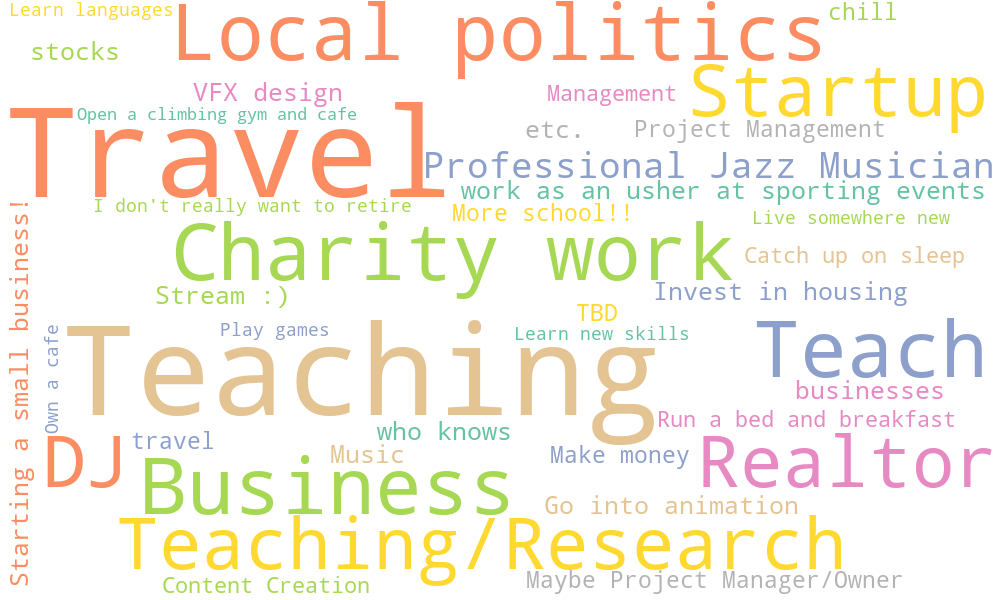 Learn languages
Local politics
chill
stocks
Startup
VFX design
Management
Open a climbing gym and cafe
Travel
etc.
Project Management
Professional Jazz Musician
work as an usher at sporting events
I don't really want to retire
More school!!
Live somewhere new
Starting a small business!
Charity work
Catch up on sleep
Stream :)
Invest in housing
TBD
Play games
Learn new skills
Own a cafe
Teaching
Teach
businesses
Run a bed and breakfast
who knows
DJ
travel
Music
Make money
Realtor
Business
Go into animation
Teaching/Research
Content Creation
Maybe Project Manager/Owner